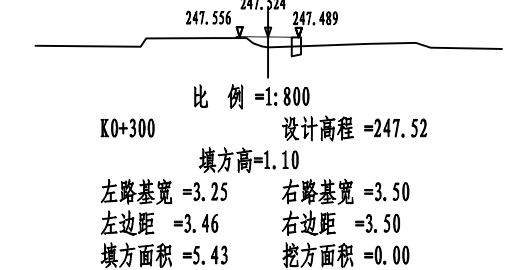 247.524
247.556 247.489
比 例 =1:800
K0+300 设计高程 =247.52
填方高=1.10
左路基宽 =3.25 右路基宽 =3.50
左边距 =3.46 右边距 =3.50
填方面积 =5.43 挖方面积 =0.00